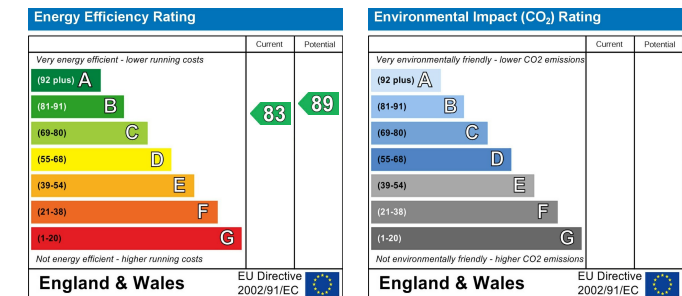 Energy Efficiency Rating
Current Potential
Very energy efficient - lower running costs
(92 plus) A
(81-91) B
(69-80) C
(55-68) D
(39-54) E
(21-38) F
(1-20) G
83
89
Not energy efficient - higher running costs
England & Wales
EU Directive
2002/91/EC
Environmental Impact (CO₂) Rating
Current Potential
Very environmentally friendly - lower CO2 emissions
(92 plus) A
(81-91) B
(69-80) C
(55-68) D
(39-54) E
(21-38) F
(1-20) G
Not environmentally friendly - higher CO2 emissions
England & Wales
EU Directive
2002/91/EC